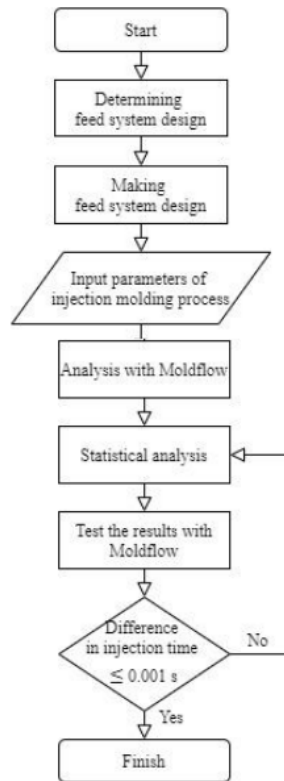 Start
Determining
feed system design
Making
feed system design
Input parameters of
injection molding process
Analysis with Moldflow
Statistical analysis
Test the results with
Moldflow
Difference
in injection time
≤ 0.001 s
No
Yes
Finish